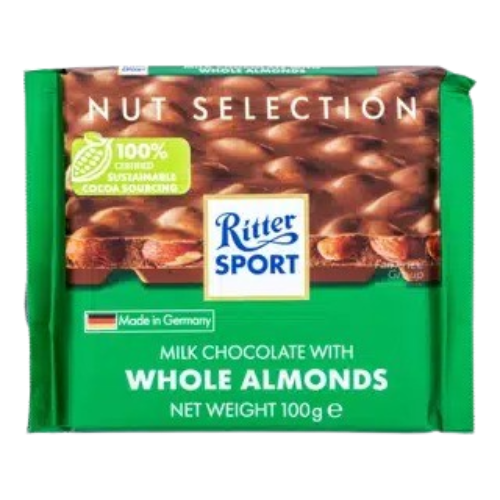 WHOLE ALMONDS
NUT SELECTION
100%
CERTIFIED
SUSTAINABLE
COCOA SOURCING
Ritter
SPORT
Made in Germany
MILK CHOCOLATE WITH
WHOLE ALMONDS
NET WEIGHT 100g e